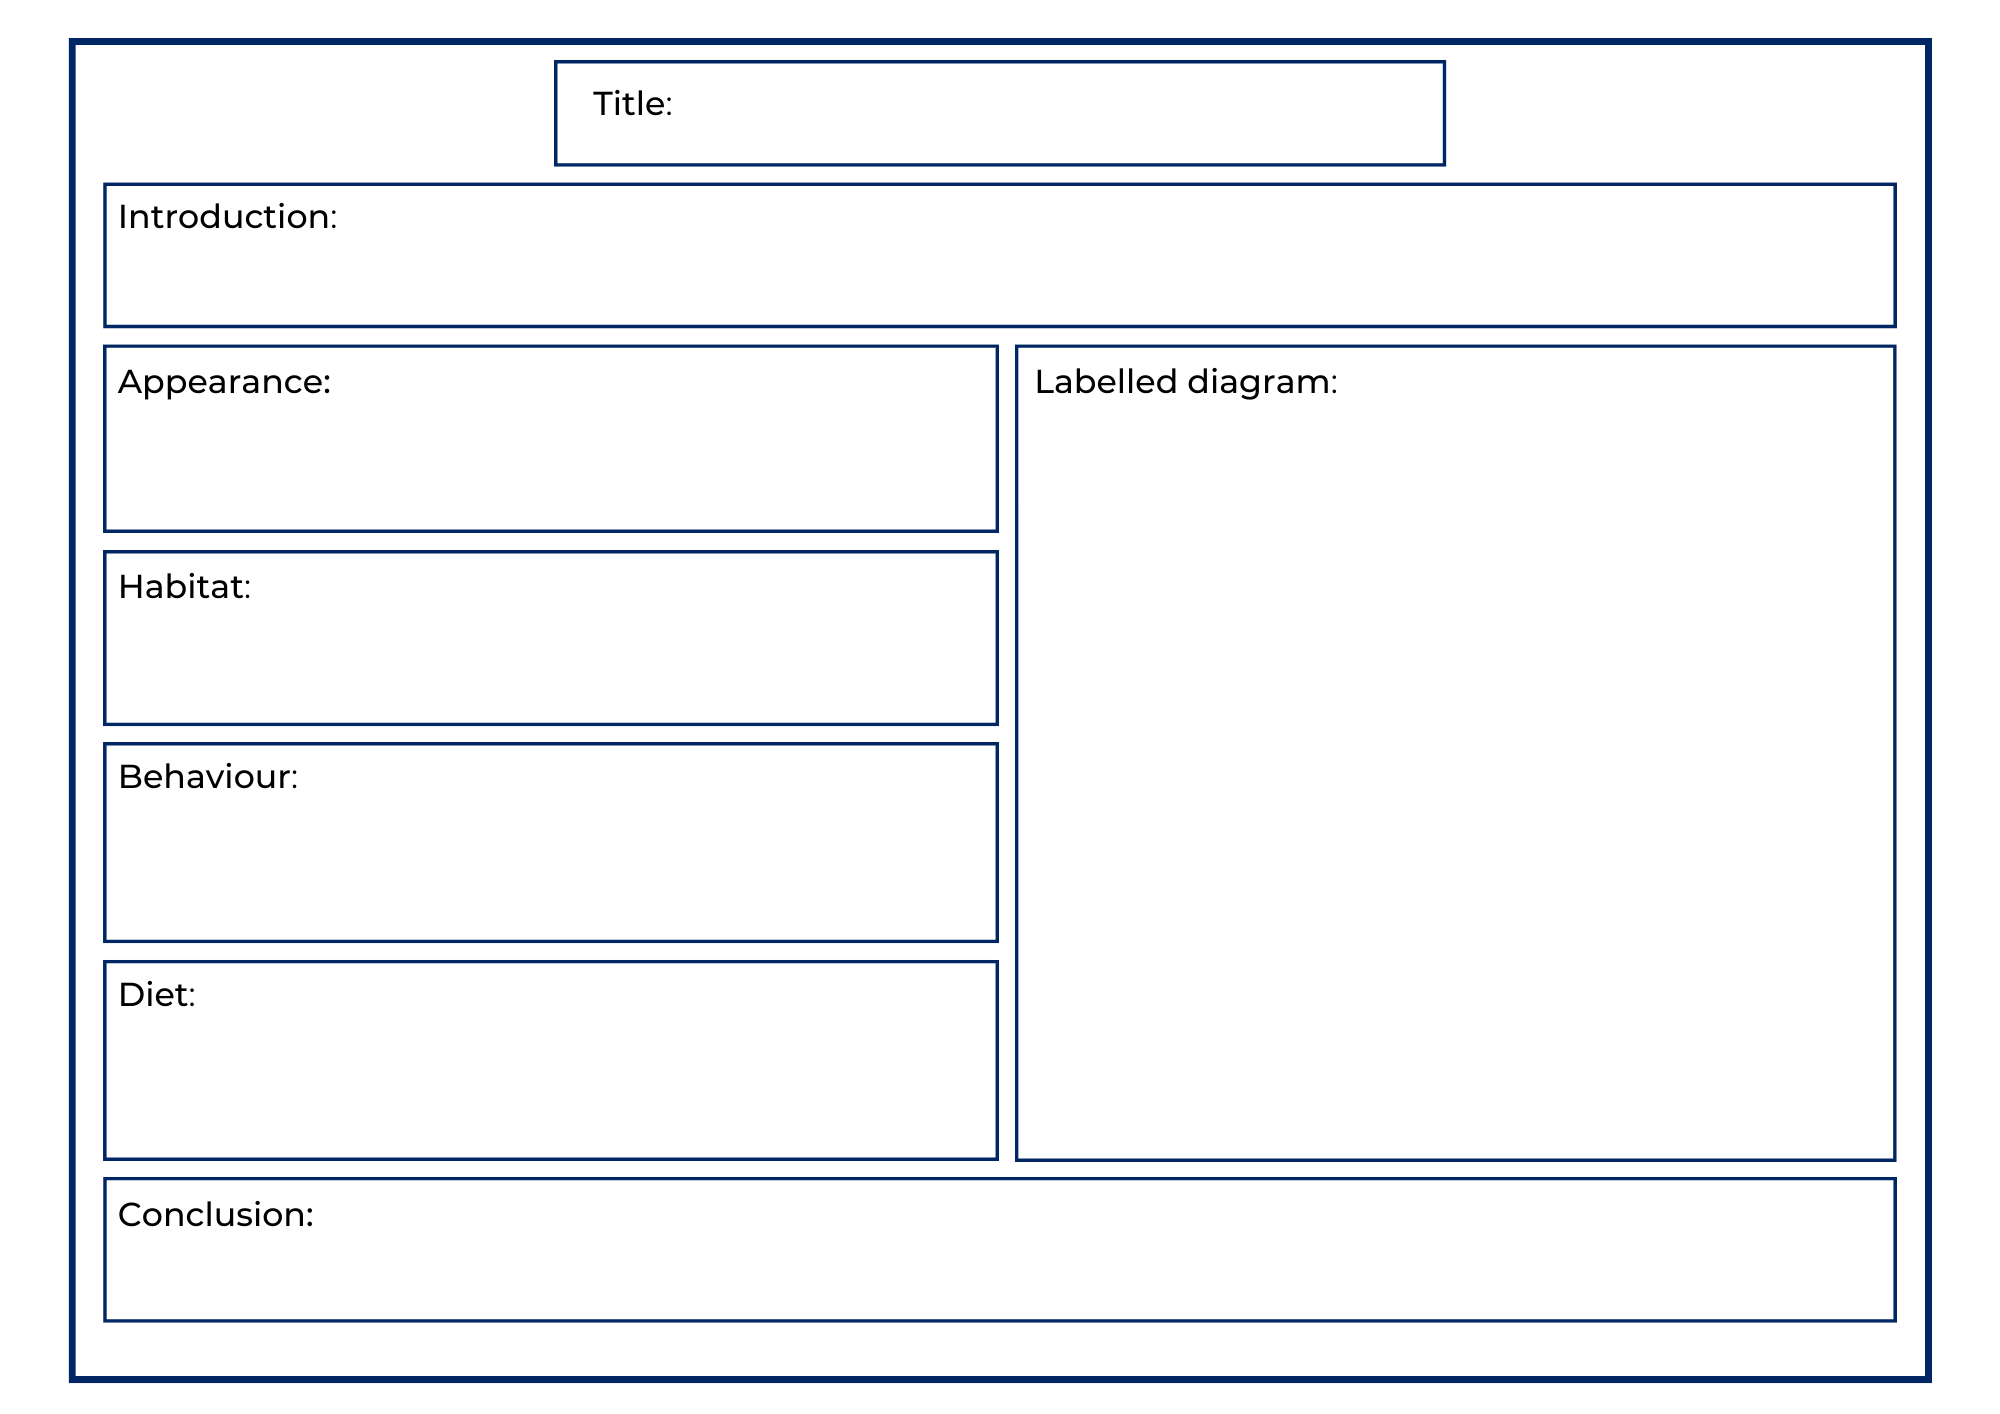 Title:
Introduction:
Appearance:
Labelled diagram:
Habitat:
Behaviour:
Diet:
Conclusion: